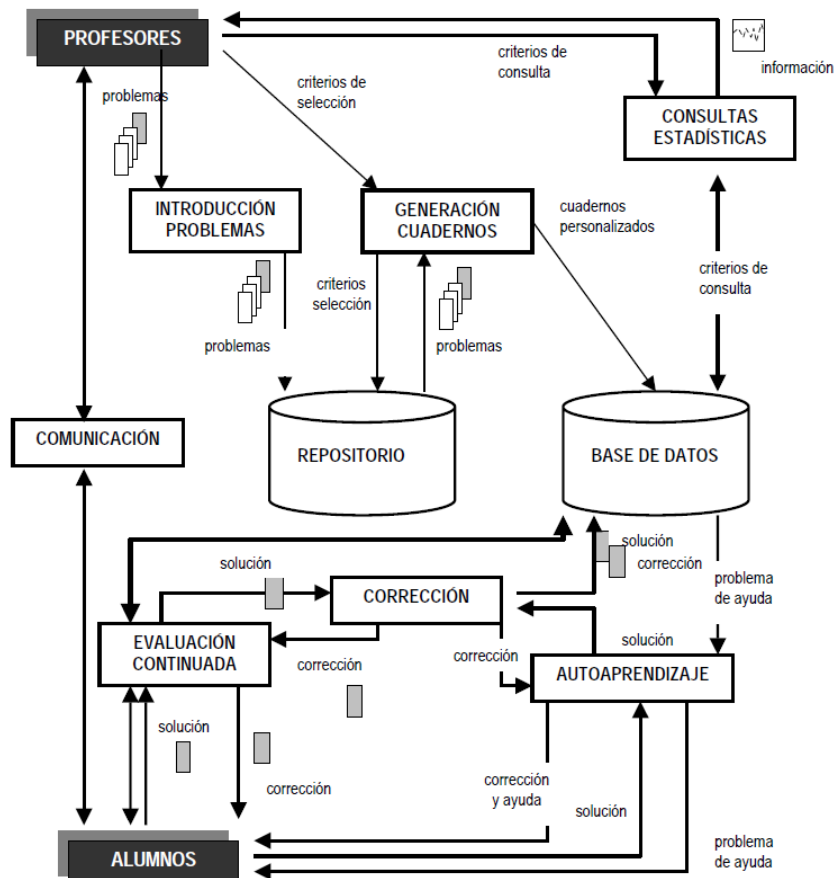 PROFESORES
información
criterios de
consulta
criterios de
selección
problemas
CONSULTAS
ESTADÍSTICAS
INTRODUCCIÓN
PROBLEMAS
GENERACIÓN
CUADERNOS
cuadernos
personalizados
criterios de
consulta
criterios
selección
problemas
problemas
COMUNICACIÓN
REPOSITORIO
BASE DE DATOS
solución
corrección
solución
problema
de ayuda
CORRECCIÓN
EVALUACIÓN
CONTINUADA
corrección
corrección
solución
AUTOAPRENDIZAJE
solución
corrección
corrección
y ayuda
solución
problema
de ayuda
ALUMNOS